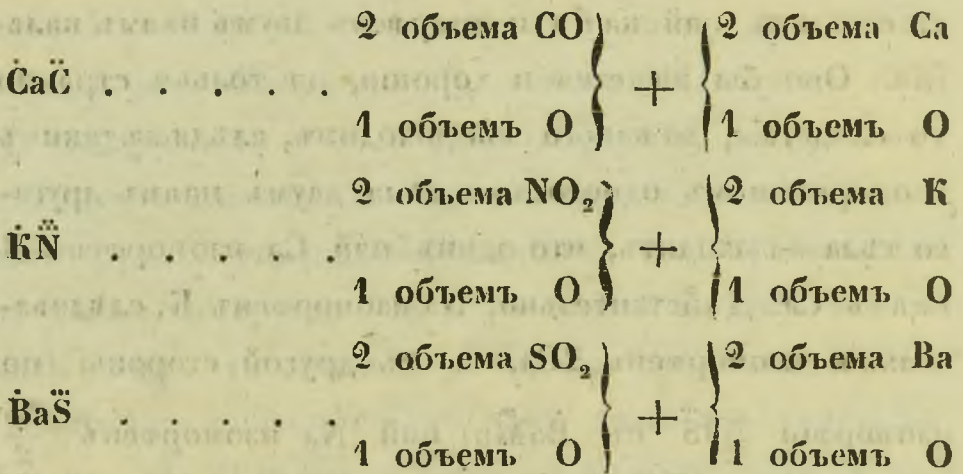 2 объема CO } + { 2 объема Ca
ĊaC̈ . . . . . 1 объемъ O } + { 1 объемъ O
2 объема NO₂ } + { 2 объема K
K̇N⃛̈ . . . . . 1 объемъ O } + { 1 объемъ O
2 объема SO₂ } + { 2 объема Ba
ḂaS⃛ . . . . . 1 объемъ O } + { 1 объемъ O